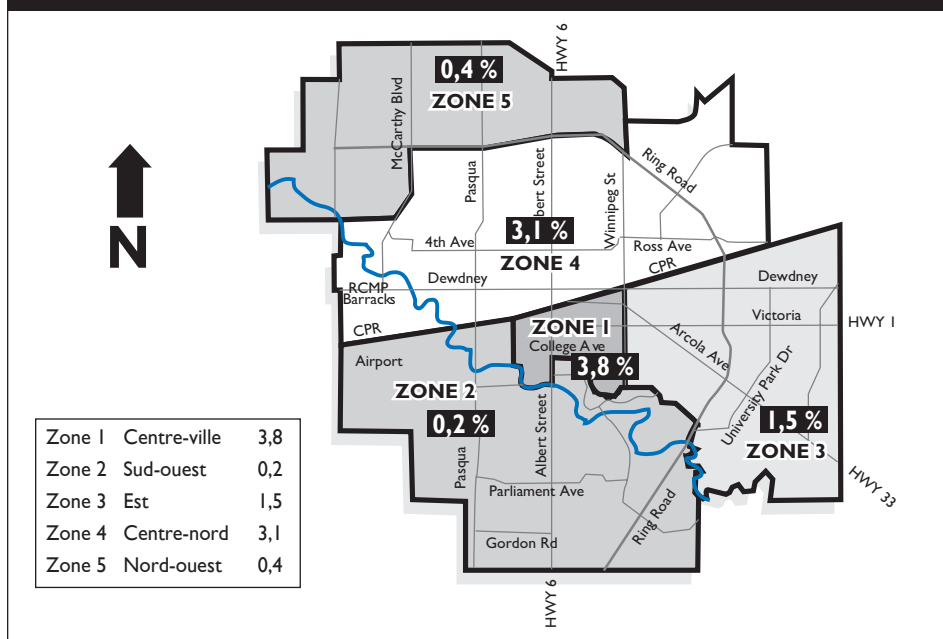 HWY 6
0,4 %
ZONE 5
McCarthy Blvd
Pasqua
Albert Street
Winnipeg St
Ring Road
N
4th Ave
3,1 %
ZONE 4
Ross Ave
CPR
Dewdney
Dewdney
RCMP
Barracks
CPR
ZONE 1
College Ave
3,8 %
Victoria
HWY 1
Arcola Ave
University Park Dr
Airport
ZONE 2
0,2 %
Albert Street
Pasqua
1,5 %
ZONE 3
HWY 33
Parliament Ave
Ring Road
Gordon Rd
HWY 6
Zone 1 Centre-ville 3,8
Zone 2 Sud-ouest 0,2
Zone 3 Est 1,5
Zone 4 Centre-nord 3,1
Zone 5 Nord-ouest 0,4